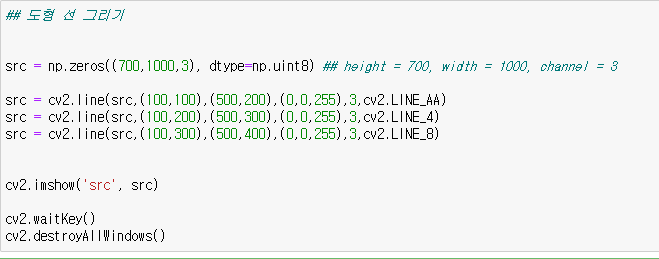 ## 도형 선 그리기
src = np.zeros((700,1000,3), dtype=np.uint8) ## height = 700, width = 1000, channel = 3
src = cv2.line(src,(100,100),(500,200),(0,0,255),3,cv2.LINE_AA)
src = cv2.line(src,(100,200),(500,300),(0,0,255),3,cv2.LINE_4)
src = cv2.line(src,(100,300),(500,400),(0,0,255),3,cv2.LINE_8)
cv2.imshow('src', src)
cv2.waitKey()
cv2.destroyAllWindows()